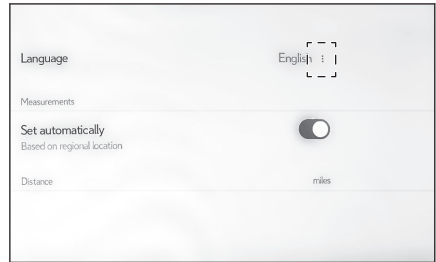 Language English
Measurements
Set automatically
Based on regional location
Distance miles